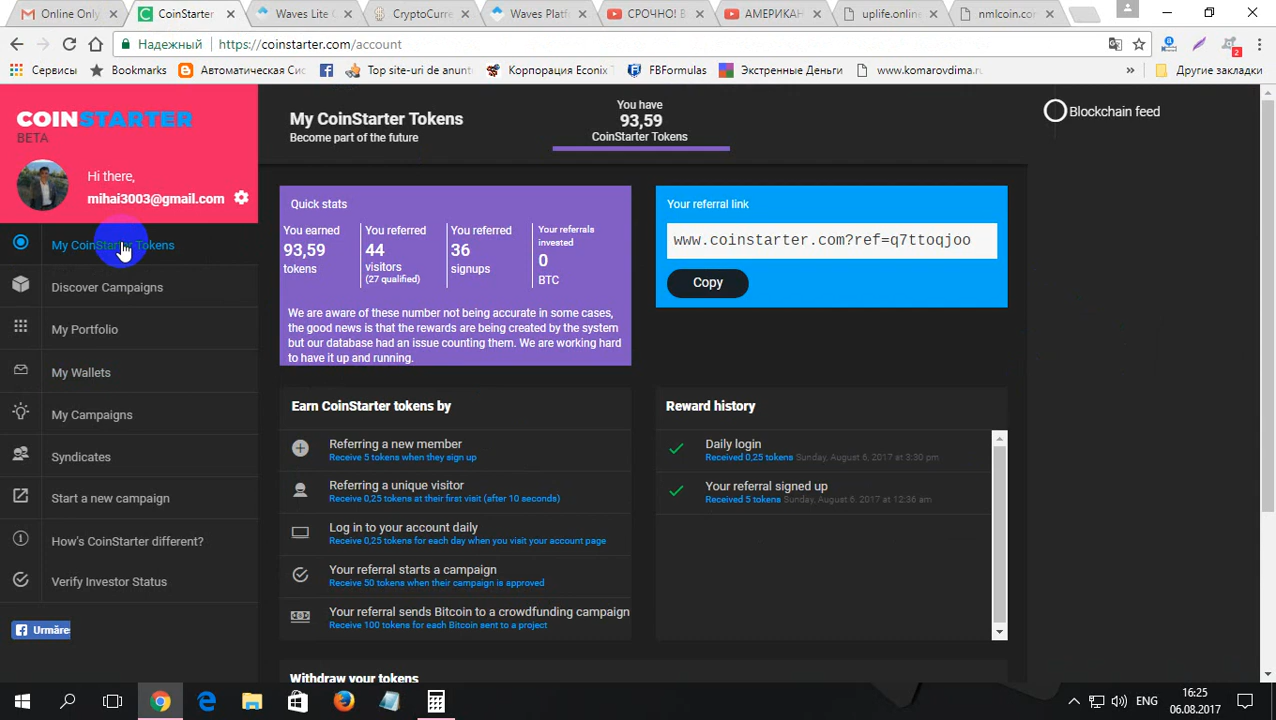 Online Only
CoinStarter
Waves Lite C
CryptoCurre
Waves Platf
СРОЧНО! В
АМЕРИКАН
uplife.online
nmlcoin.co
Надежный
https://coinstarter.com/account
2
Сервисы
Bookmarks
Автоматическая Сис
Top site-uri de anunt
Корпорация Econix
FBFormulas
Экстренные Деньги
www.komarovdima.ru
»
Другие закладки
COINSTARTER
BETA
Hi there,
mihai3003@gmail.com
My CoinStarter Tokens
Discover Campaigns
My Portfolio
My Wallets
My Campaigns
Syndicates
Start a new campaign
How's CoinStarter different?
Verify Investor Status
Urmăre
My CoinStarter Tokens
Become part of the future
You have
93,59
CoinStarter Tokens
Blockchain feed
Quick stats
You earned
93,59
tokens
You referred
44
visitors
(27 qualified)
You referred
36
signups
Your referrals
invested
0
BTC
We are aware of these number not being accurate in some cases,
the good news is that the rewards are being created by the system
but our database had an issue counting them. We are working hard
to have it up and running.
Your referral link
www.coinstarter.com?ref=q7ttoqjoo
Copy
Earn CoinStarter tokens by
Referring a new member
Receive 5 tokens when they sign up
Referring a unique visitor
Receive 0,25 tokens at their first visit (after 10 seconds)
Log in to your account daily
Receive 0,25 tokens for each day when you visit your account page
Your referral starts a campaign
Receive 50 tokens when their campaign is approved
Your referral sends Bitcoin to a crowdfunding campaign
Receive 100 tokens for each Bitcoin sent to a project
Reward history
Daily login
Received 0,25 tokens Sunday, August 6, 2017 at 3:30 pm
Your referral signed up
Received 5 tokens Sunday, August 6, 2017 at 12:36 am
Withdraw your tokens
ENG
16:25
06.08.2017